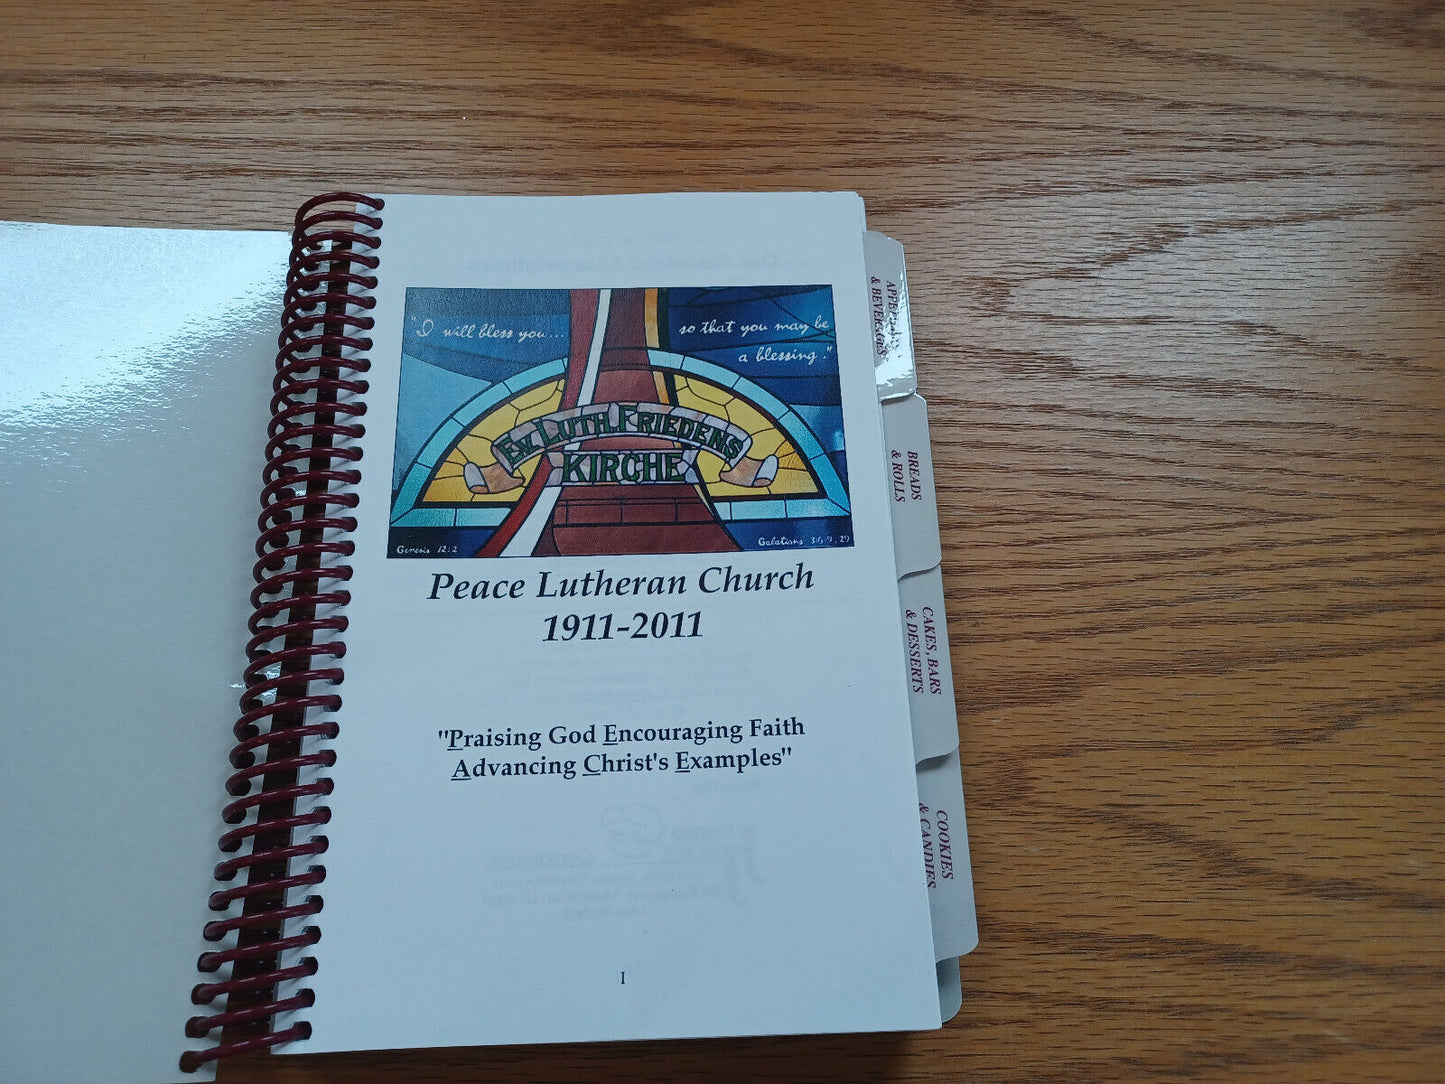 "I will bless you...
so that you may be
a blessing."
EV. LUTH. FRIEDENS
KIRCHE
Genesis 12:2
Galatians 3:6-9, 29
Peace Lutheran Church
1911-2011
"Praising God Encouraging Faith
Advancing Christ's Examples"
I
& BEVERAGES
BREADS
& ROLLS
CAKES, BARS
& DESSERTS
COOKIES
& CANDIES